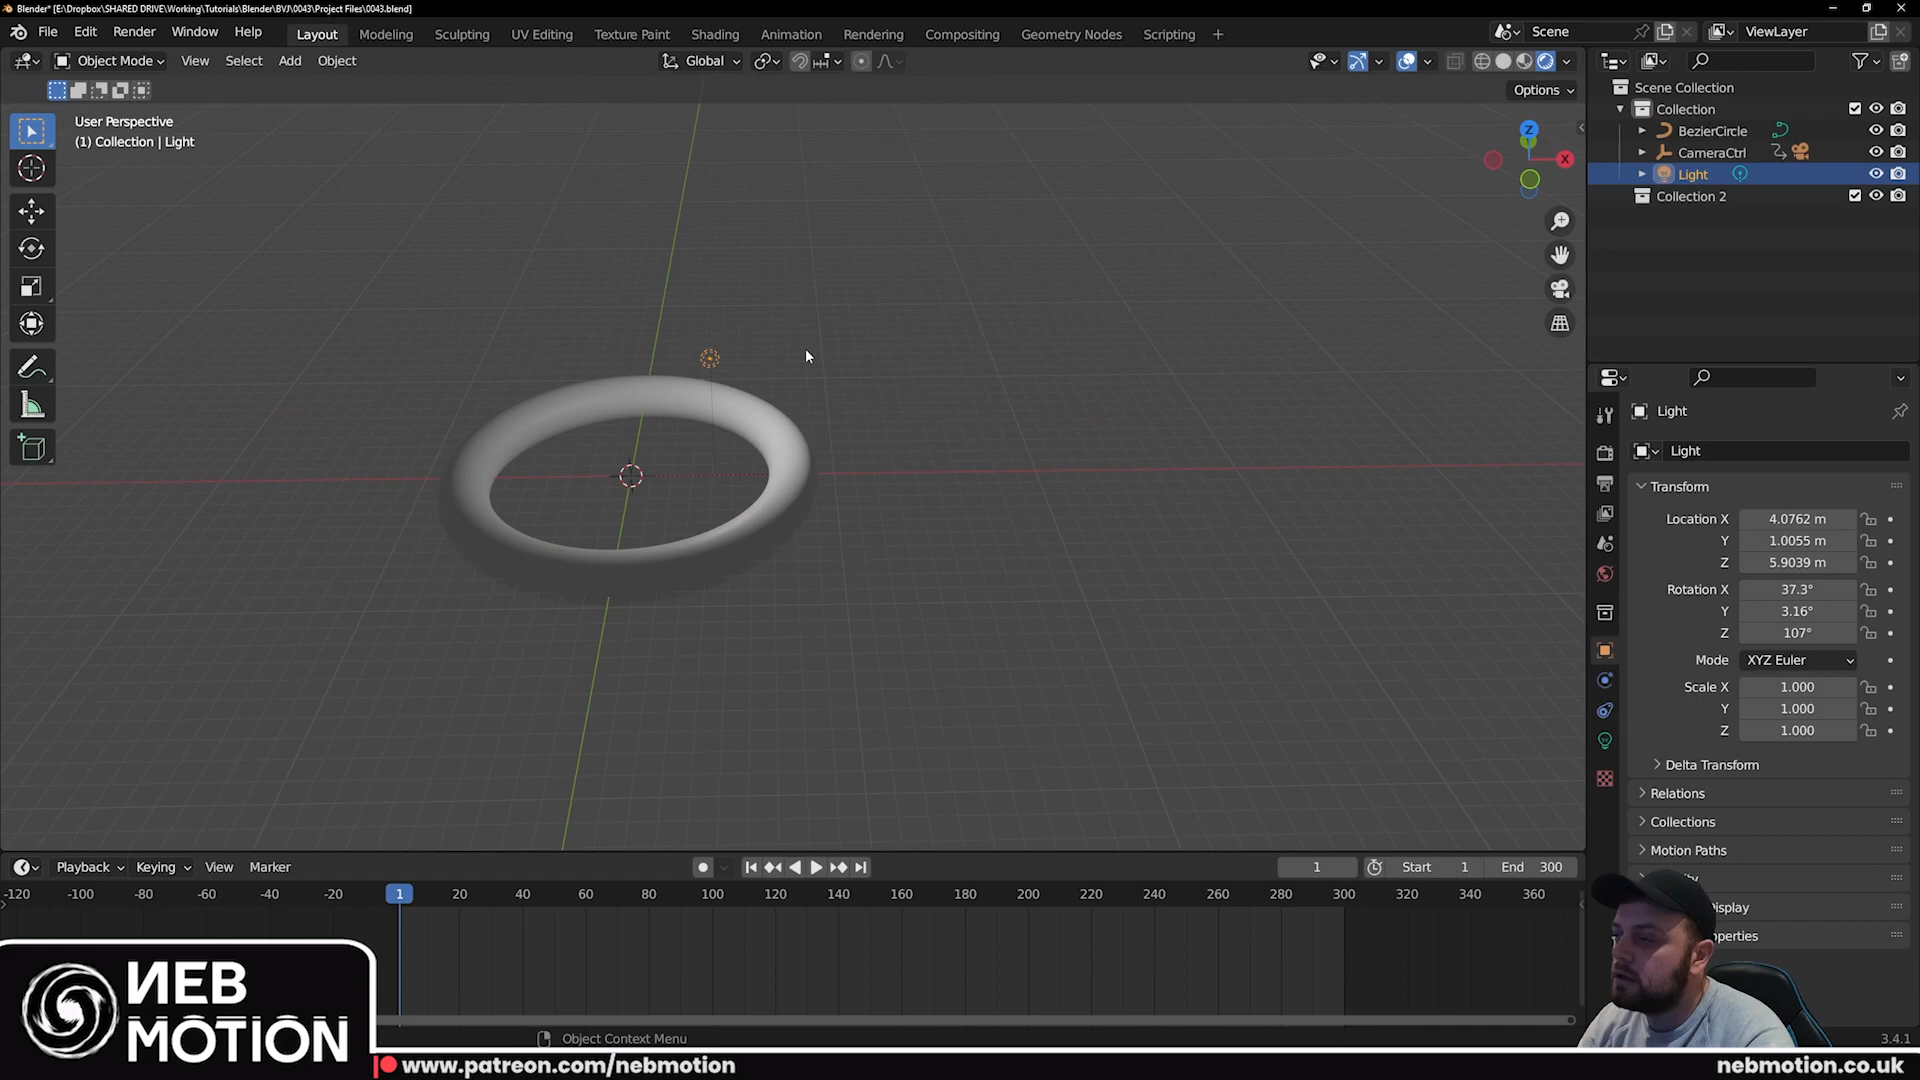 Blender* [E:\Dropbox\SHARED DRIVE\Working\Tutorials\Blender\BVJ\0043\Project Files\0043.blend]
File Edit Render Window Help
Layout Modeling Sculpting UV Editing Texture Paint Shading Animation Rendering Compositing Geometry Nodes Scripting +
Scene
ViewLayer
Object Mode View Select Add Object
Global
Options
User Perspective
(1) Collection | Light
Z
X
Scene Collection
Collection
BezierCircle
CameraCtrl
Light
Collection 2
Light
Light
Transform
Location X 4.0762 m
Y 1.0055 m
Z 5.9039 m
Rotation X 37.3°
Y 3.16°
Z 107°
Mode XYZ Euler
Scale X 1.000
Y 1.000
Z 1.000
Delta Transform
Relations
Collections
Motion Paths
Display
operties
Playback Keying View Marker
1
Start 1
End 300
-120 -100 -80 -60 -40 -20 1 20 40 60 80 100 120 140 160 180 200 220 240 260 280 300 320 340 360
Object Context Menu
3.4.1
NEB
MOTION
www.patreon.com/nebmotion
nebmotion.co.uk